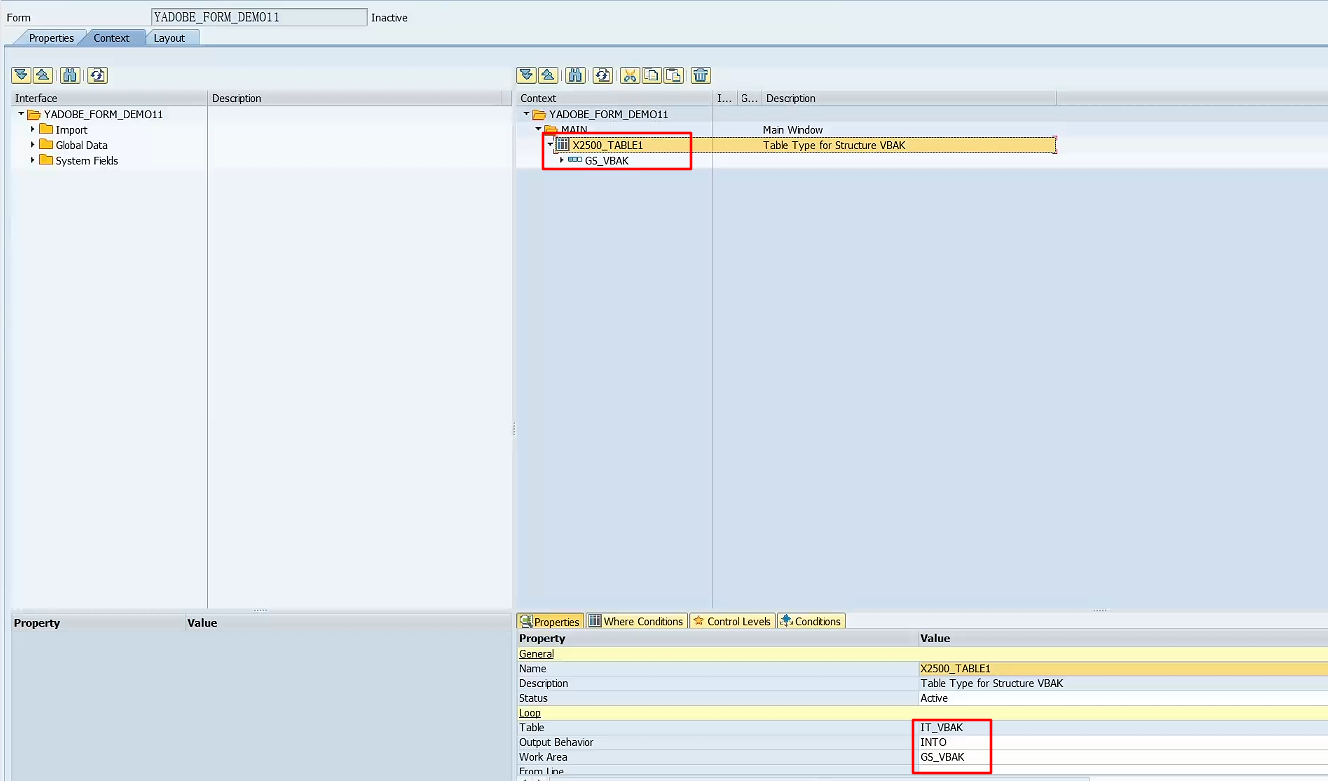 Form YADOBE_FORM_DEMO11 Inactive
Properties Context Layout
Interface Description
YADOBE_FORM_DEMO11
Import
Global Data
System Fields
Context I... G... Description
YADOBE_FORM_DEMO11
MAIN Main Window
X2500_TABLE1 Table Type for Structure VBAK
GS_VBAK
Property Value
Properties Where Conditions Control Levels Conditions
Property Value
General
Name X2500_TABLE1
Description Table Type for Structure VBAK
Status Active
Loop
Table IT_VBAK
Output Behavior INTO
Work Area GS_VBAK
From Line